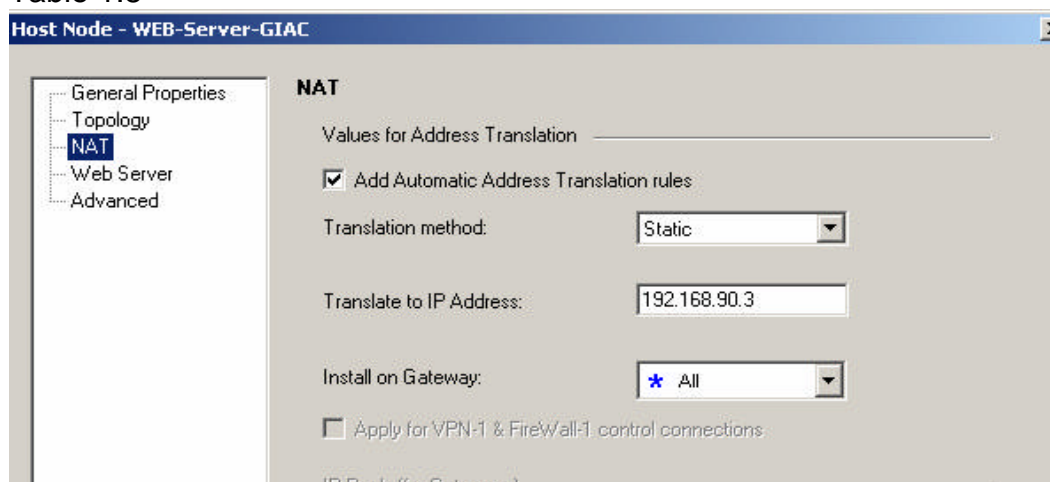 Host Node - WEB-Server-GIAC
General Properties
Topology
NAT
Web Server
Advanced
NAT
Values for Address Translation
Add Automatic Address Translation rules
Translation method:
Static
Translate to IP Address:
192.168.90.3
Install on Gateway:
* All
Apply for VPN-1 & FireWall-1 control connections